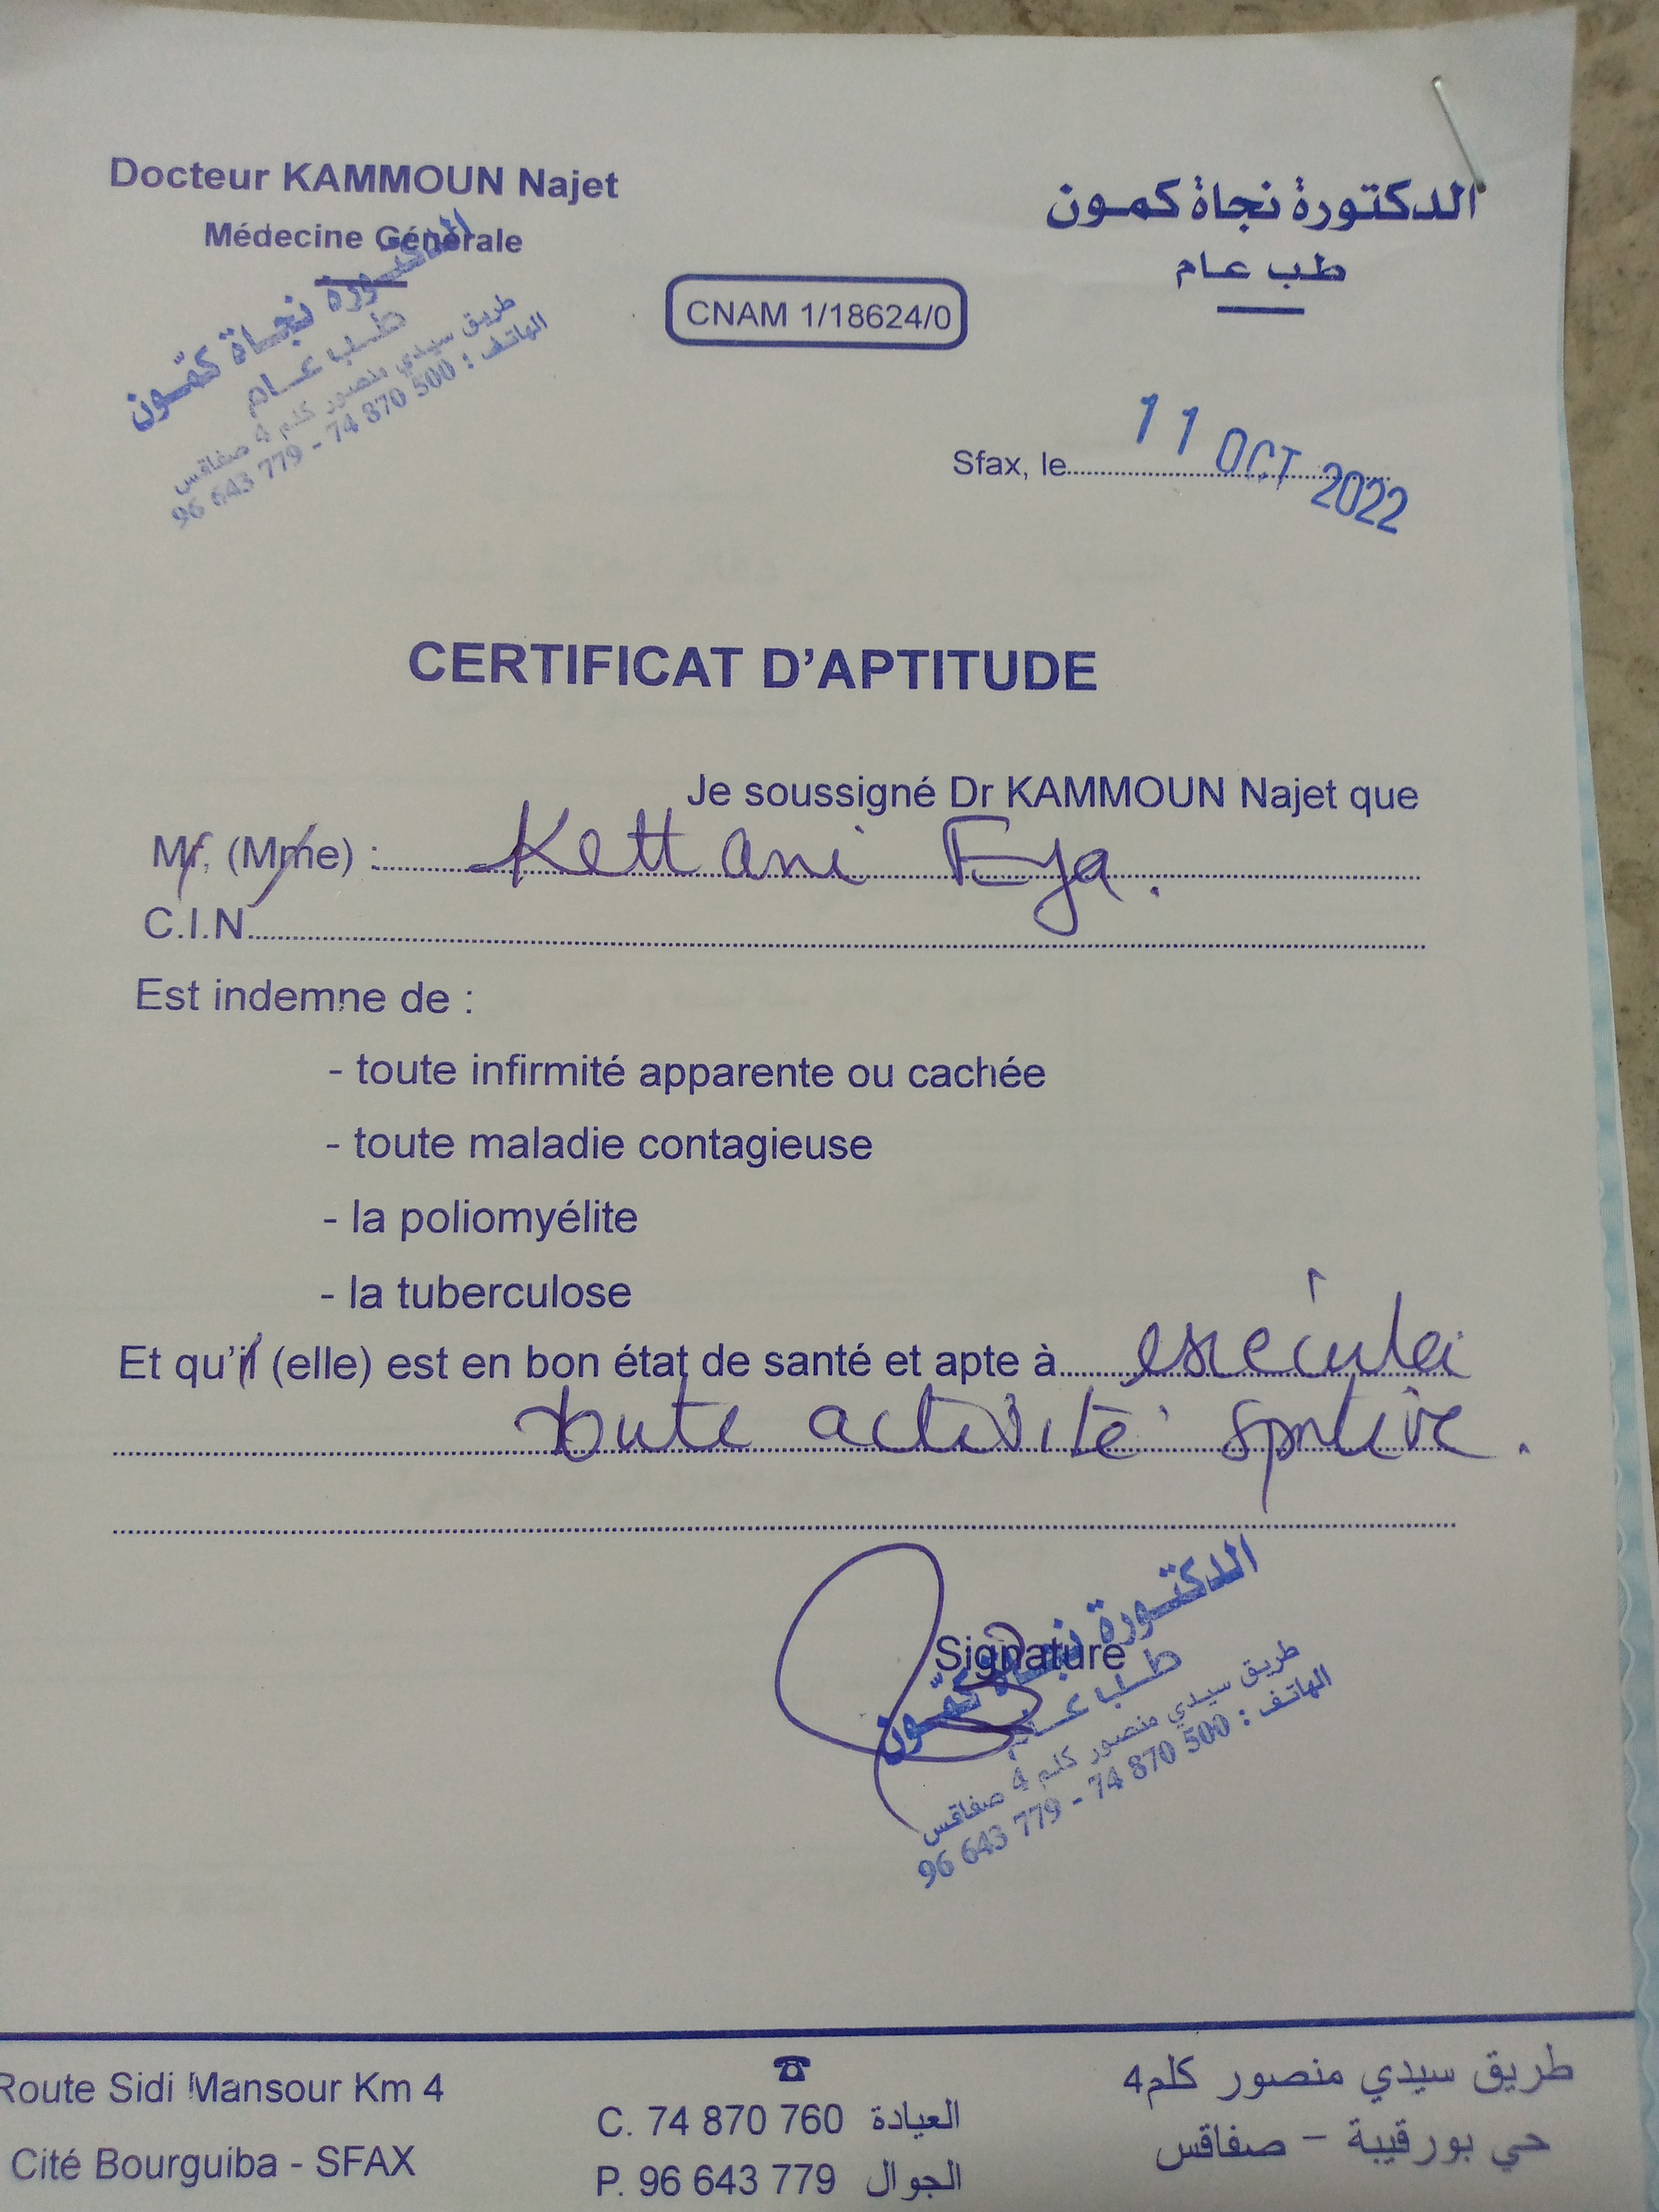 Docteur KAMMOUN Najet
Médecine Générale
الدكتورة نجاة كمون
طب عام
الدكتورة نجاة كمّون
طب عام
طريق سيدي منصور كلم 4 صفاقس
الهاتف : 500 870 74 - 779 643 96
CNAM 1/18624/0
Sfax, le 11 OCT 2022
CERTIFICAT D'APTITUDE
Je soussigné Dr KAMMOUN Najet que
Mr. (Mme) : Kettani Eya.
C.I.N
Est indemne de :
- toute infirmité apparente ou cachée
- toute maladie contagieuse
- la poliomyélite
- la tuberculose
Et qu'il (elle) est en bon état de santé et apte à exécuter
toute activité sportive.
Signature
الدكتورة نجاة كمّون
طب عام
طريق سيدي منصور كلم 4 صفاقس
الهاتف : 500 870 74 - 779 643 96
Route Sidi Mansour Km 4
Cité Bourguiba - SFAX
C. 74 870 760 العيادة
P. 96 643 779 الجوال
طريق سيدي منصور كلم4
حي بورقيبة – صفاقس